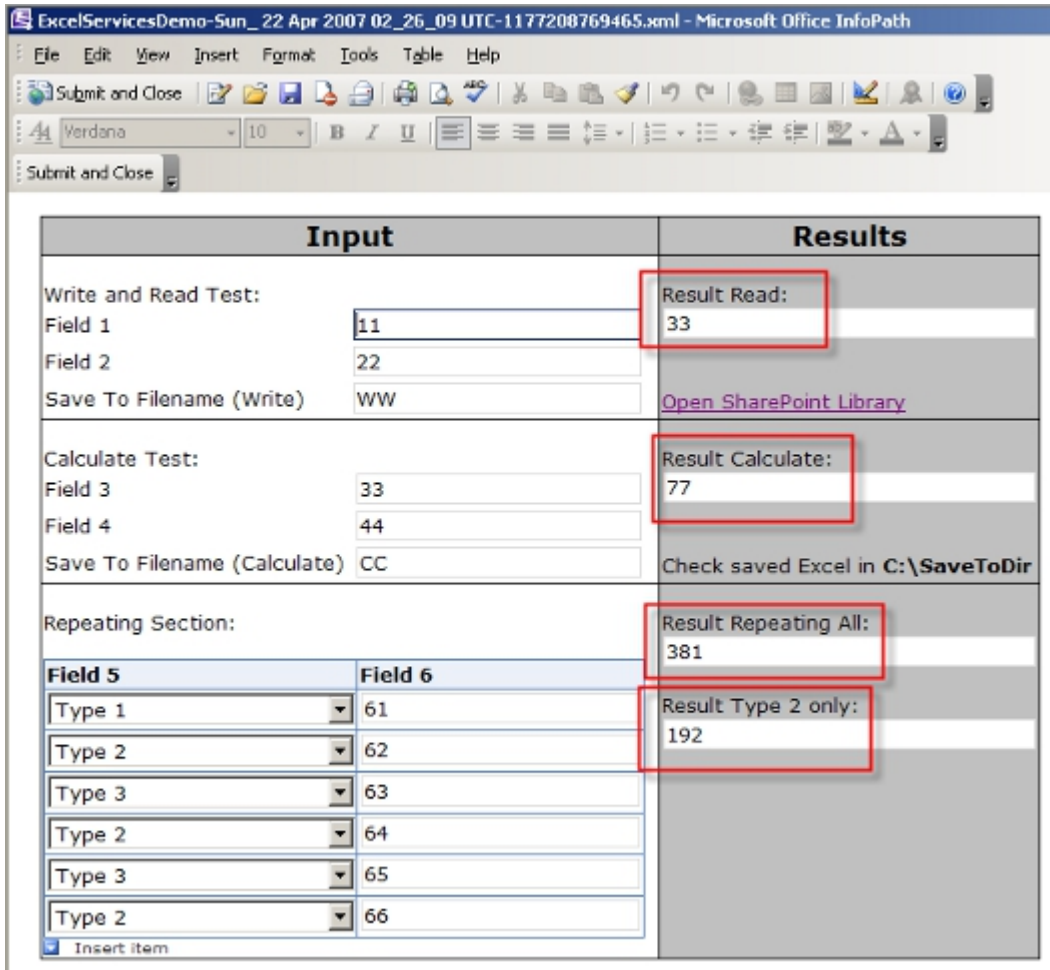 ExcelServicesDemo-Sun_ 22 Apr 2007 02_26_09 UTC-1177208769465.xml - Microsoft Office InfoPath
File Edit View Insert Format Tools Table Help
Submit and Close
Verdana 10 B I U
Submit and Close
Input Results
Write and Read Test: Result Read:
Field 1 11 33
Field 2 22
Save To Filename (Write) WW Open SharePoint Library
Calculate Test: Result Calculate:
Field 3 33 77
Field 4 44
Save To Filename (Calculate) CC Check saved Excel in C:\SaveToDir
Repeating Section: Result Repeating All:
381
Field 5 Field 6
Type 1 61 Result Type 2 only:
Type 2 62 192
Type 3 63
Type 2 64
Type 3 65
Type 2 66
Insert item